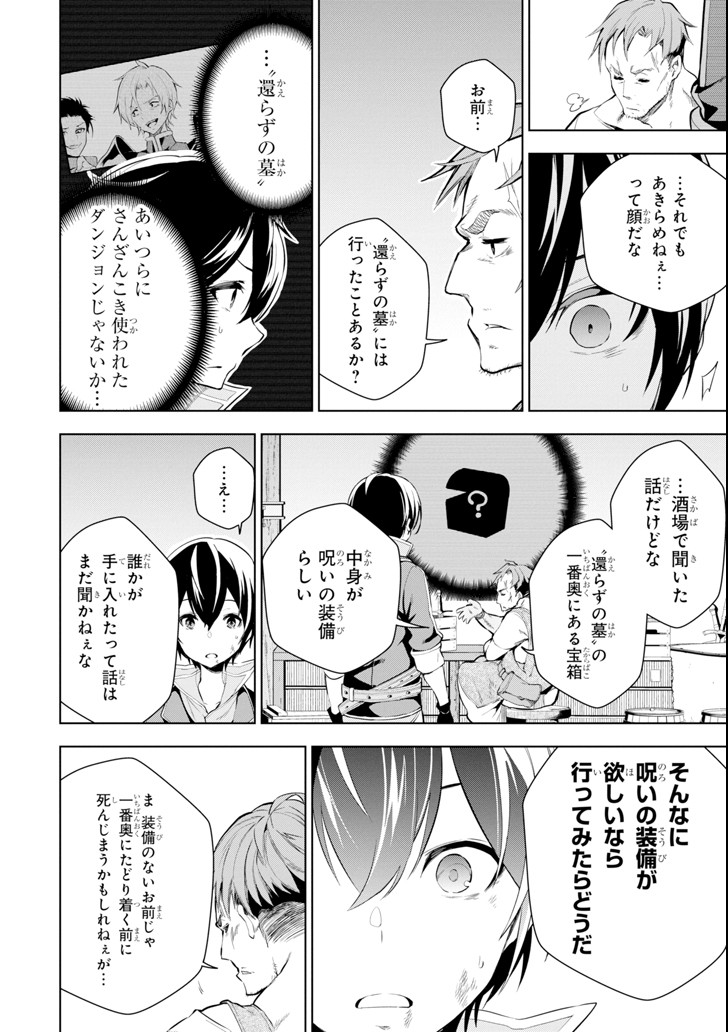 …それでも
あきらめねぇ
って顔だな
お前…
〝還らずの墓〟には
行ったことあるか?
…〝還らずの墓〟
あいつらに
さんざんこき使われた
ダンジョンじゃないか…
…酒場で聞いた
話だけどな
〝還らずの墓〟の
一番奥にある宝箱
?
中身が
呪いの装備
らしい
…え…
誰かが
手に入れたって話は
まだ聞かねぇな
そんなに
呪いの装備が
欲しいなら
行ってみたらどうだ
ま 装備のないお前じゃ
一番奥にたどり着く前に
死んじまうかもしれねぇが…